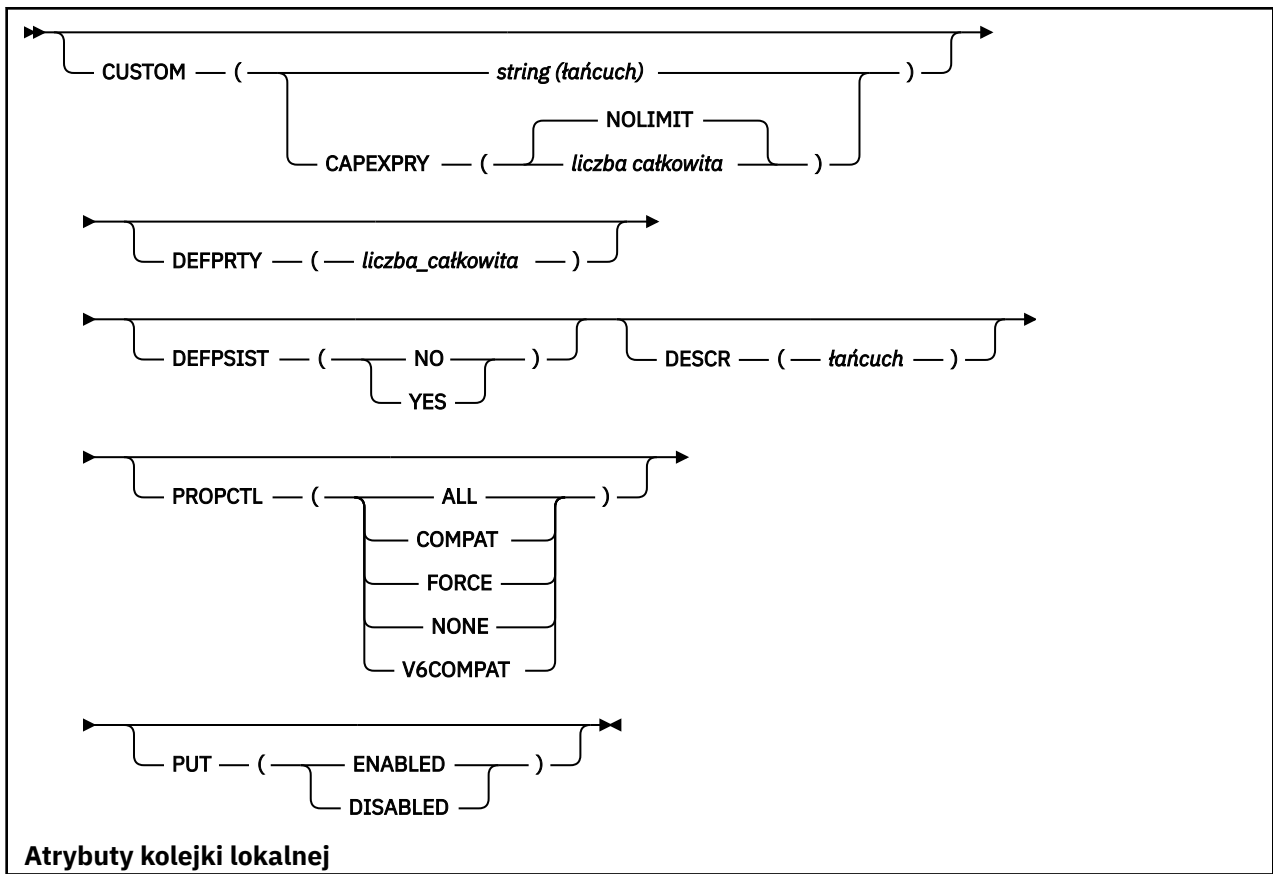 CUSTOM ( string (łańcuch) )
NOLIMIT
CAPEXPRY ( liczba całkowita )
DEFPRTY ( liczba_całkowita )
DEFPSIST ( NO ) DESCR ( łańcuch )
YES
PROPCTL ( ALL )
COMPAT
FORCE
NONE
V6COMPAT
PUT ( ENABLED )
DISABLED
Atrybuty kolejki lokalnej